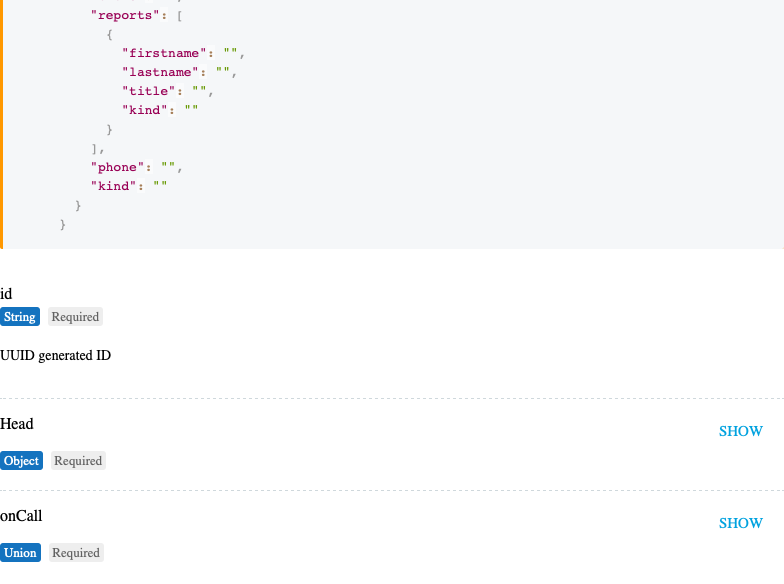 "reports": [
{
"firstname": "",
"lastname": "",
"title": "",
"kind": ""
}
],
"phone": "",
"kind": ""
}
}
id
String Required
UUID generated ID
Head
SHOW
Object Required
onCall
SHOW
Union Required